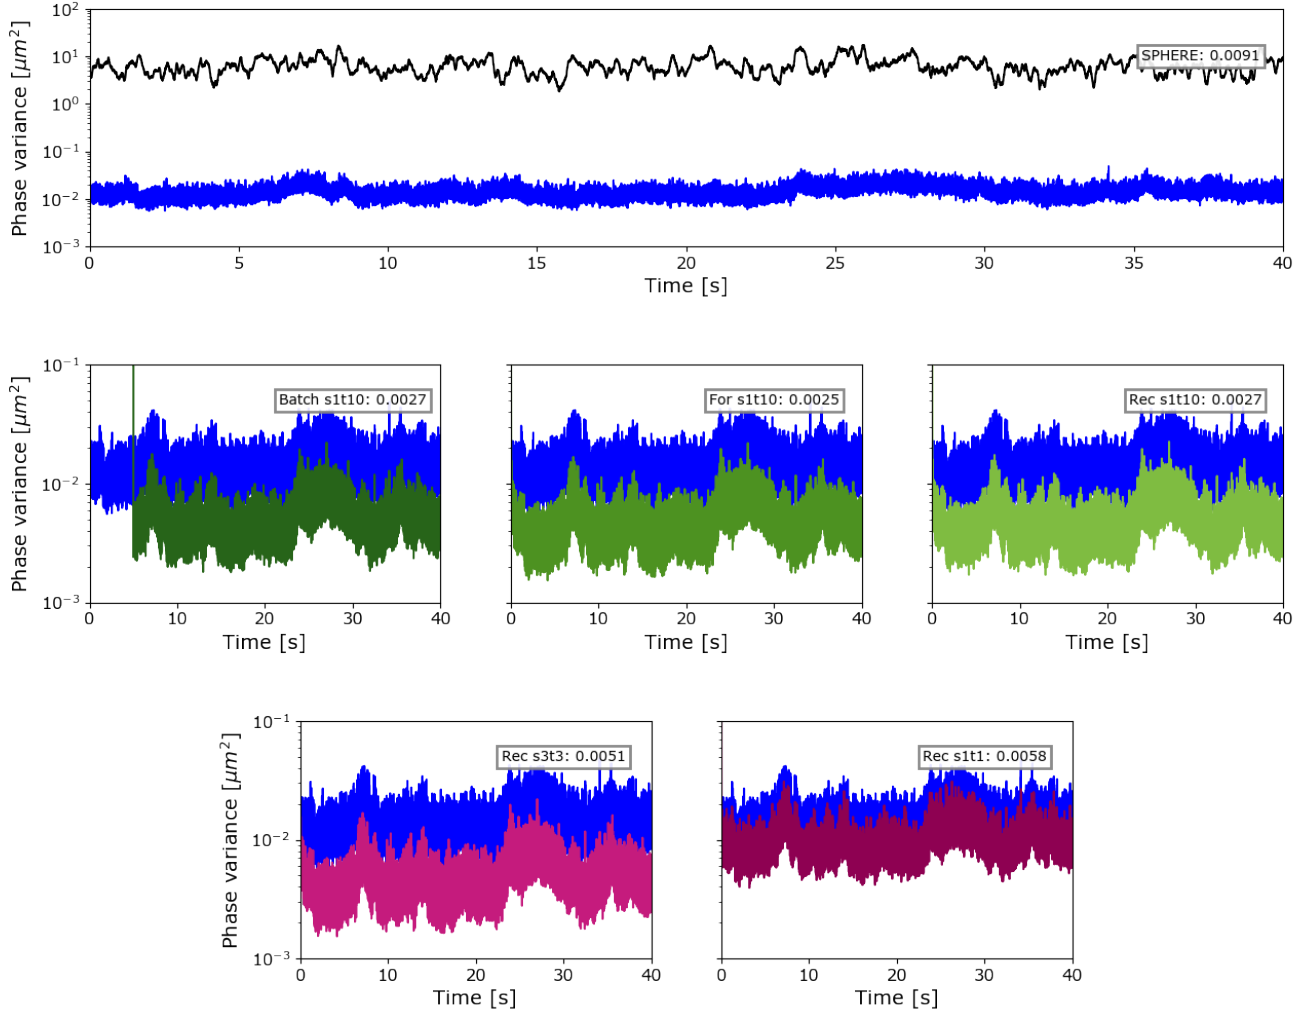 10² 
10¹
10⁰
10⁻¹
10⁻²
10⁻³
Phase variance [μm²]
SPHERE: 0.0091
0 5 10 15 20 25 30 35 40
Time [s]
10⁻¹
10⁻²
10⁻³
Phase variance [μm²]
Batch s1t10: 0.0027
For s1t10: 0.0025
Rec s1t10: 0.0027
0 10 20 30 40
0 10 20 30 40
0 10 20 30 40
Time [s]
Time [s]
Time [s]
10⁻¹
10⁻²
10⁻³
Phase variance [μm²]
Rec s3t3: 0.0051
Rec s1t1: 0.0058
0 10 20 30 40
0 10 20 30 40
Time [s]
Time [s]